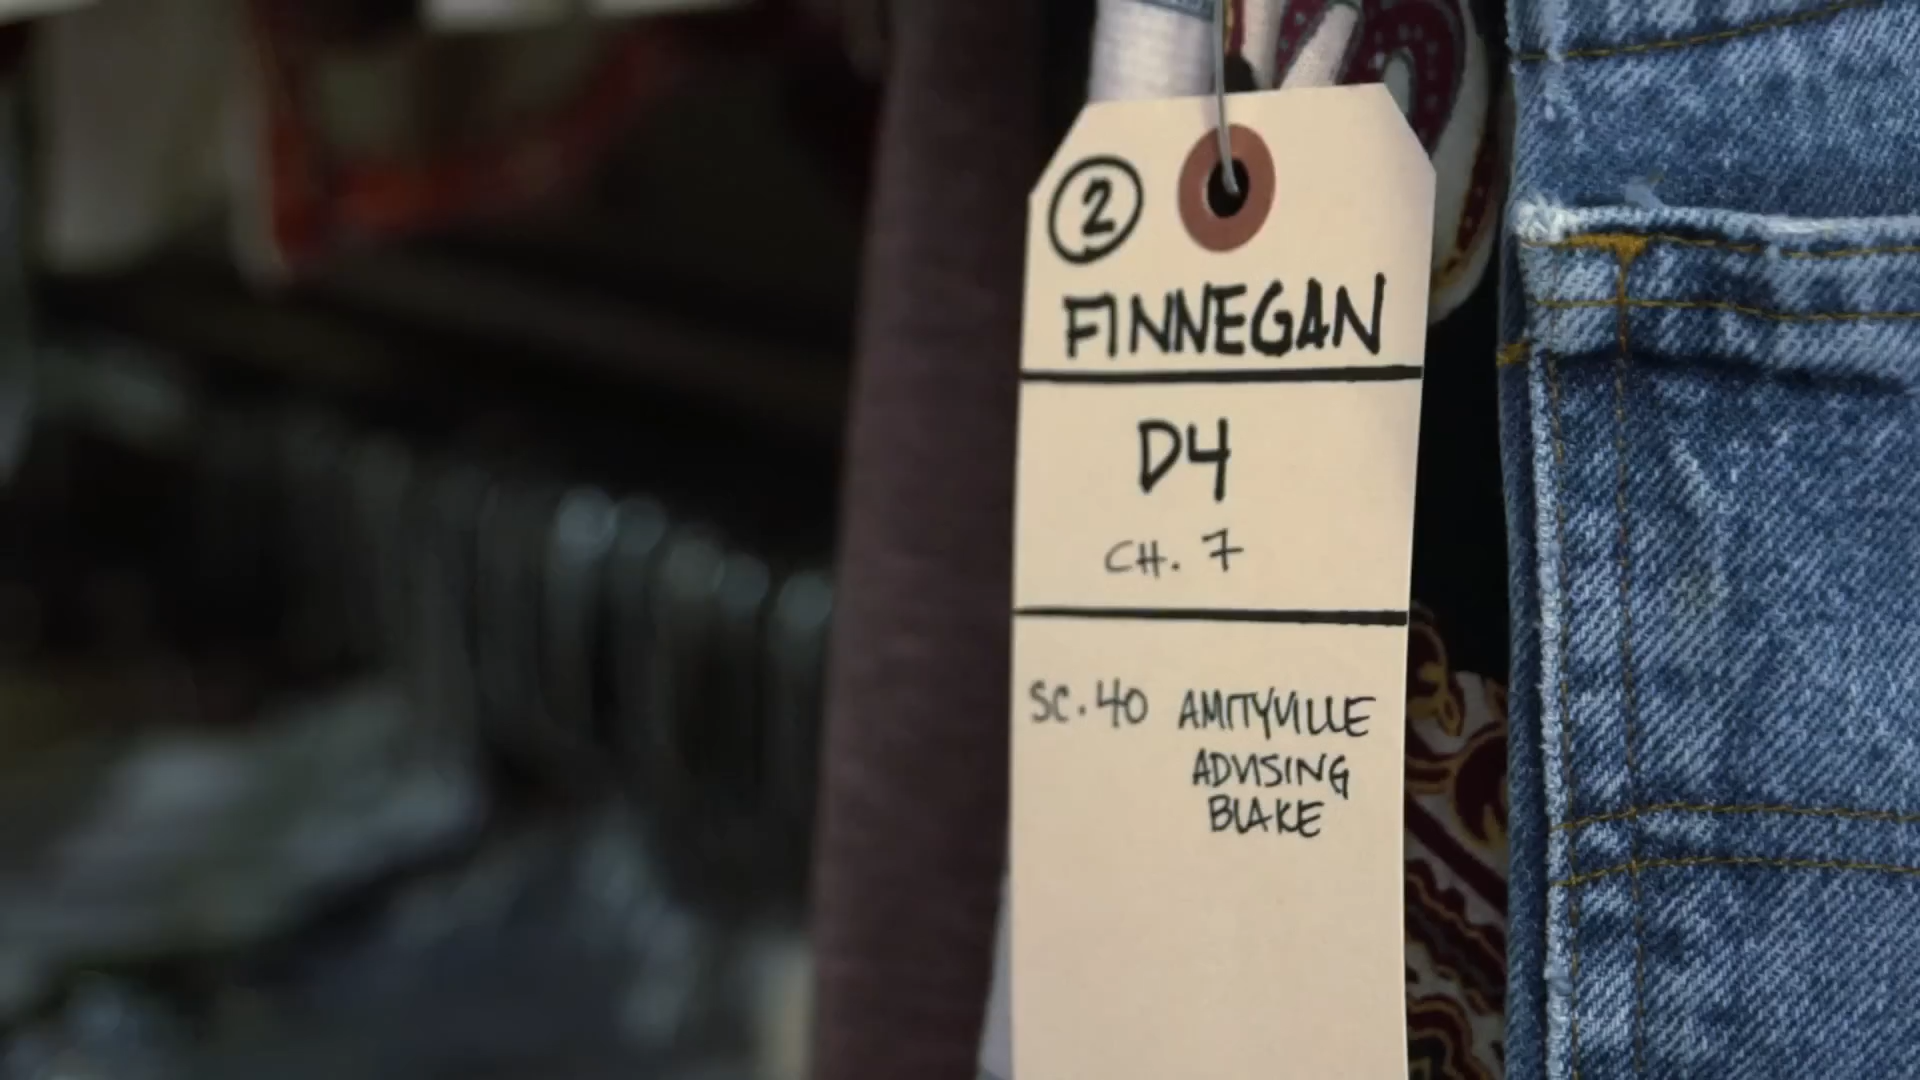 2
FINNEGAN
D4
CH. 7
SC. 40 AMITYVILLE
ADVISING
BLAKE